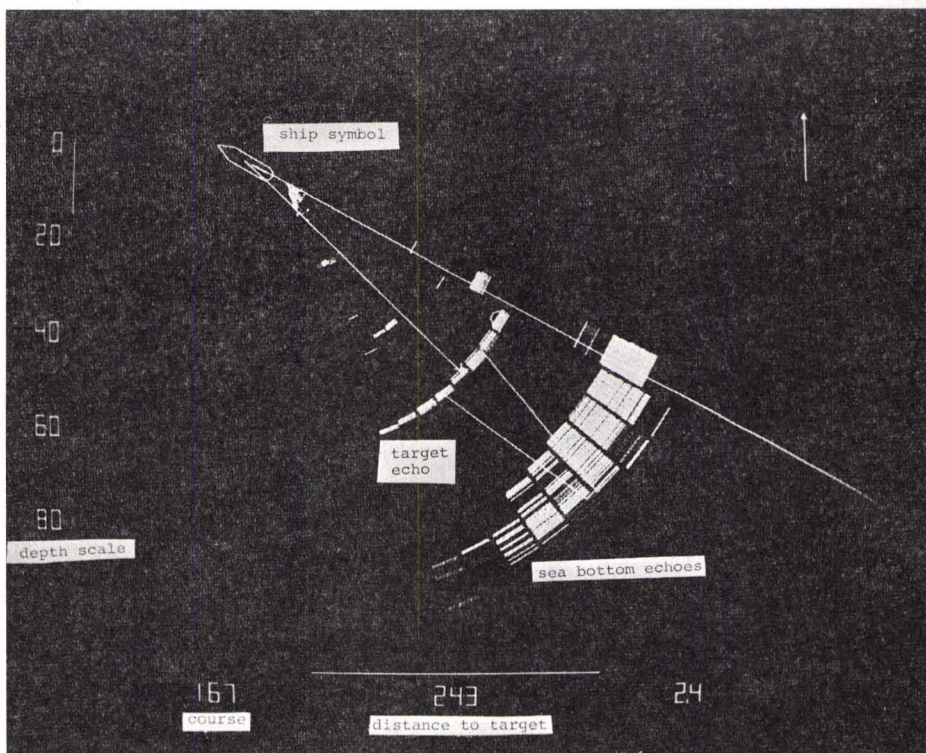 ship symbol
0
20
40
60
80
target
echo
depth scale
sea bottom echoes
167
243
2.4
course
distance to target